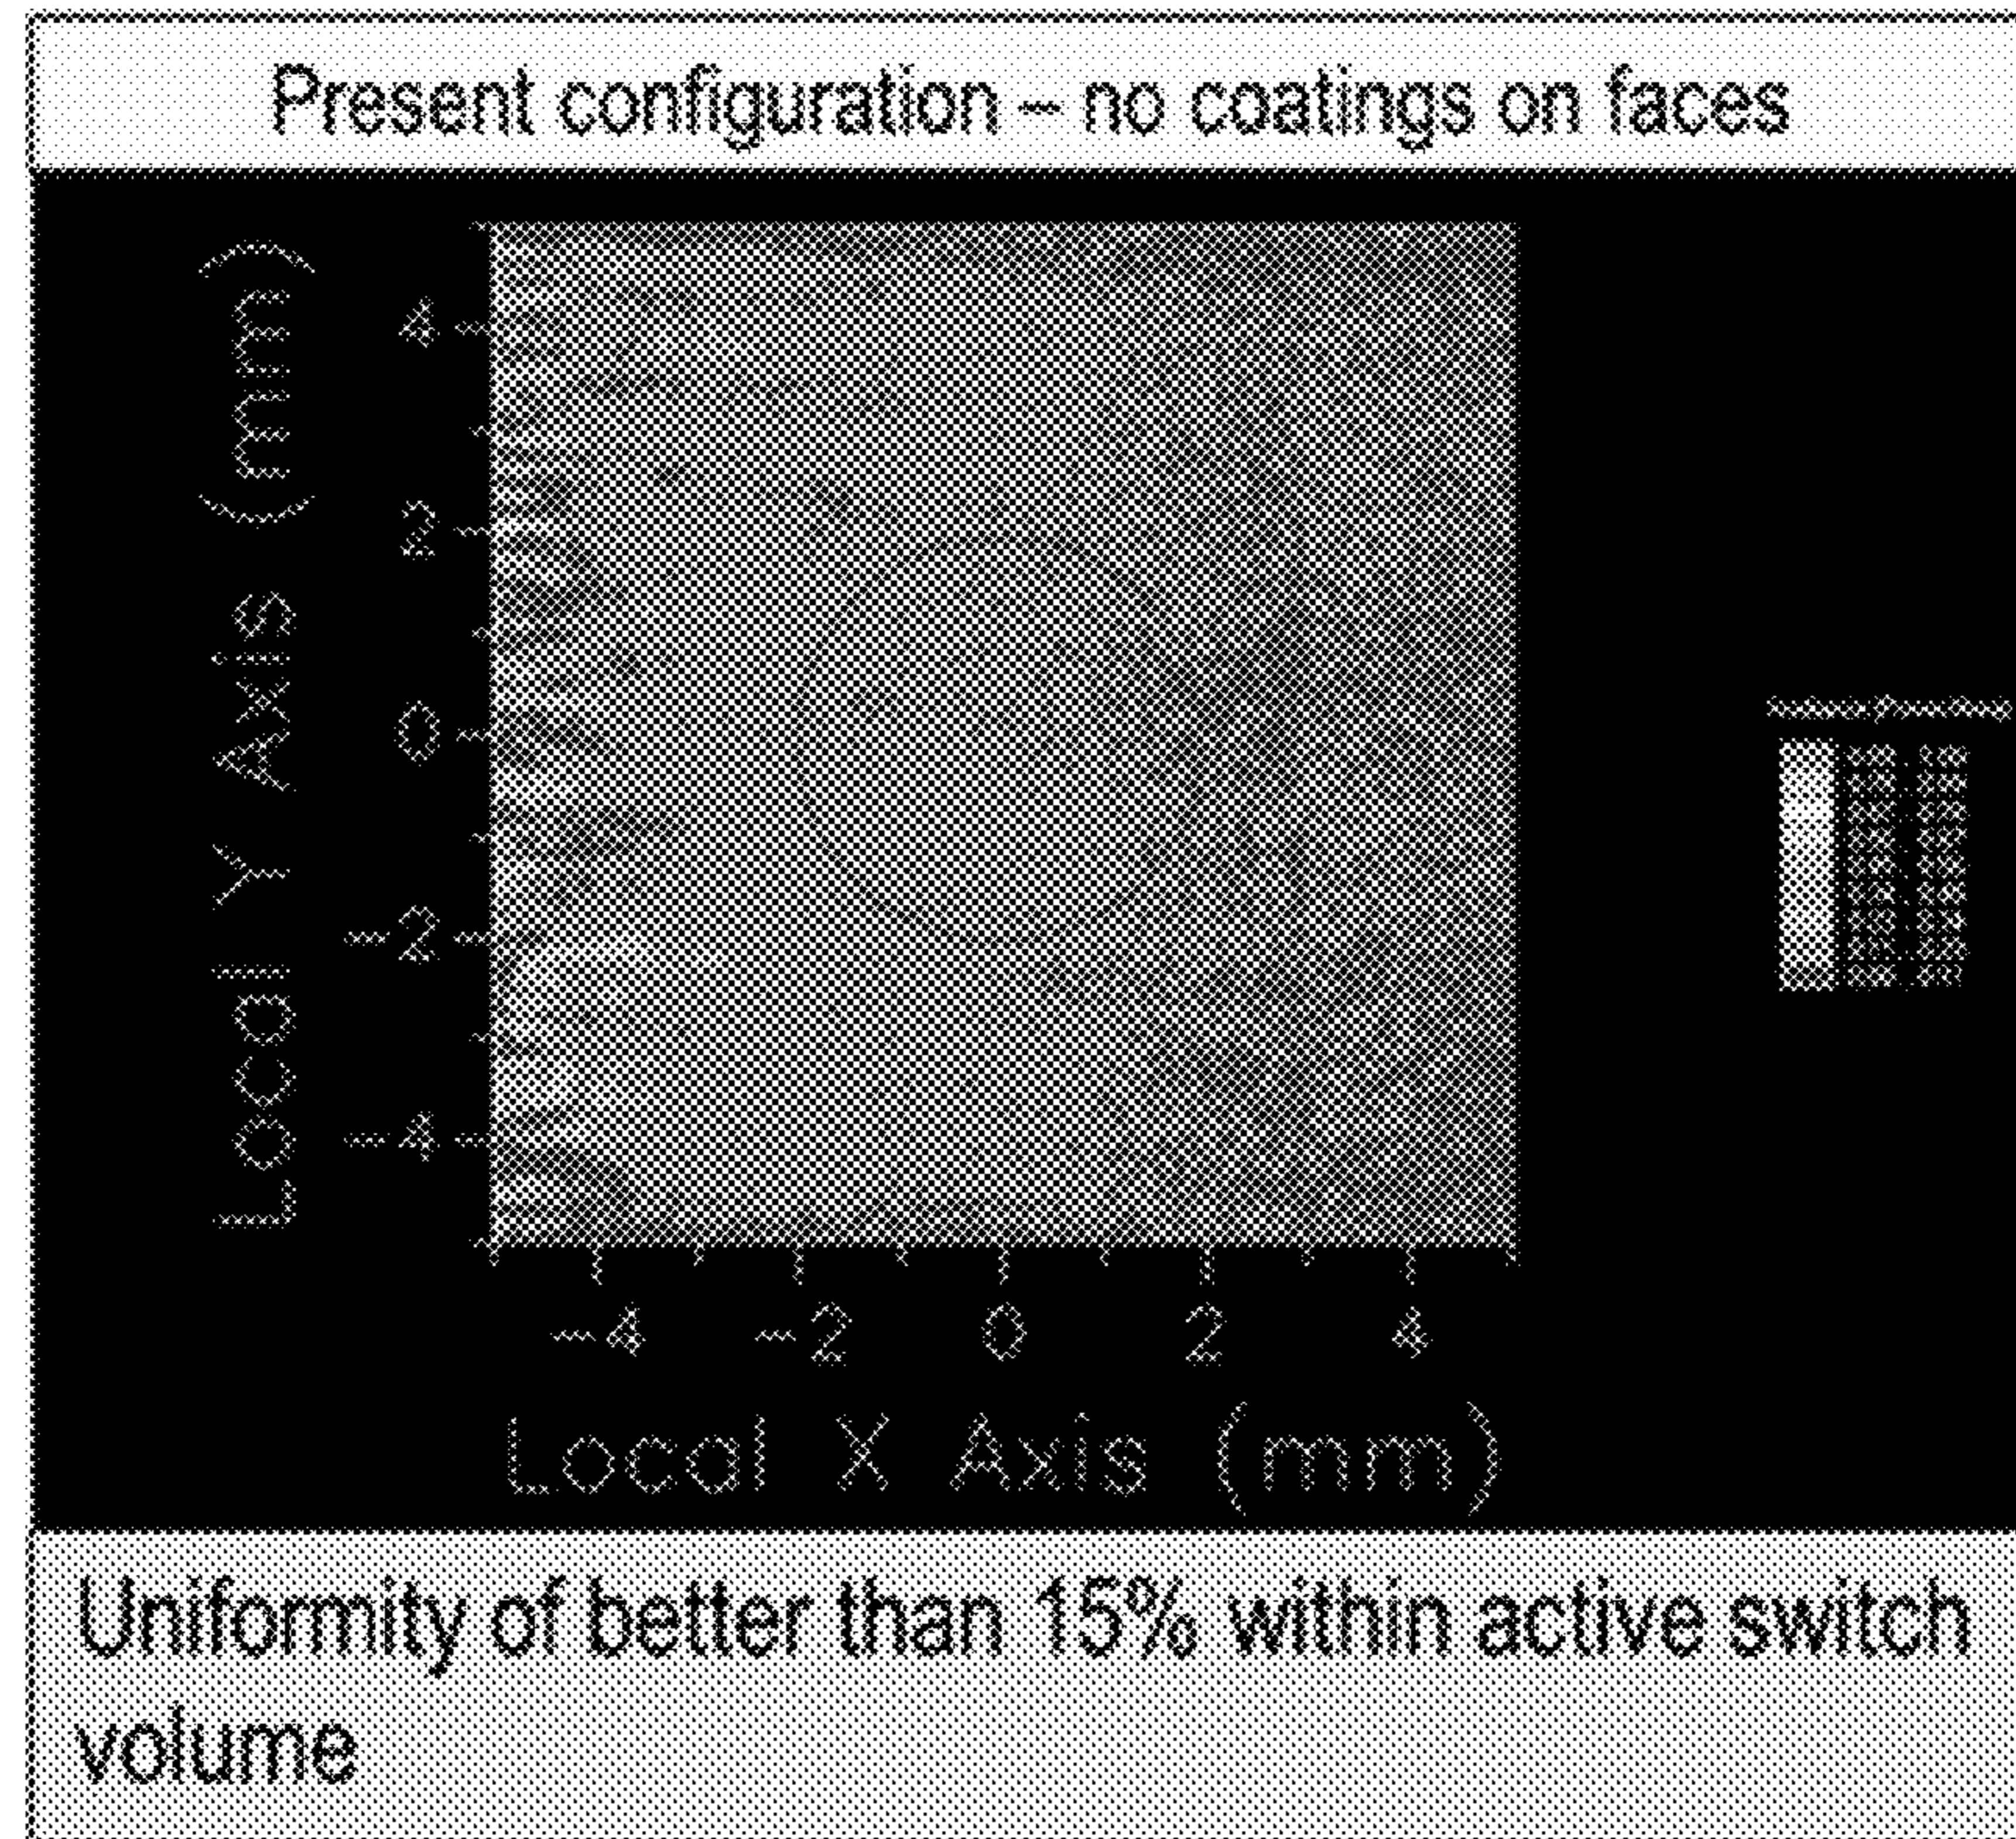 Present configuration – no coatings on faces
Local Y Axis (mm)
4
2
0
-2
-4
-4 -2 0 2 4
Local X Axis (mm)
Uniformity of better than 15% within active switch
volume